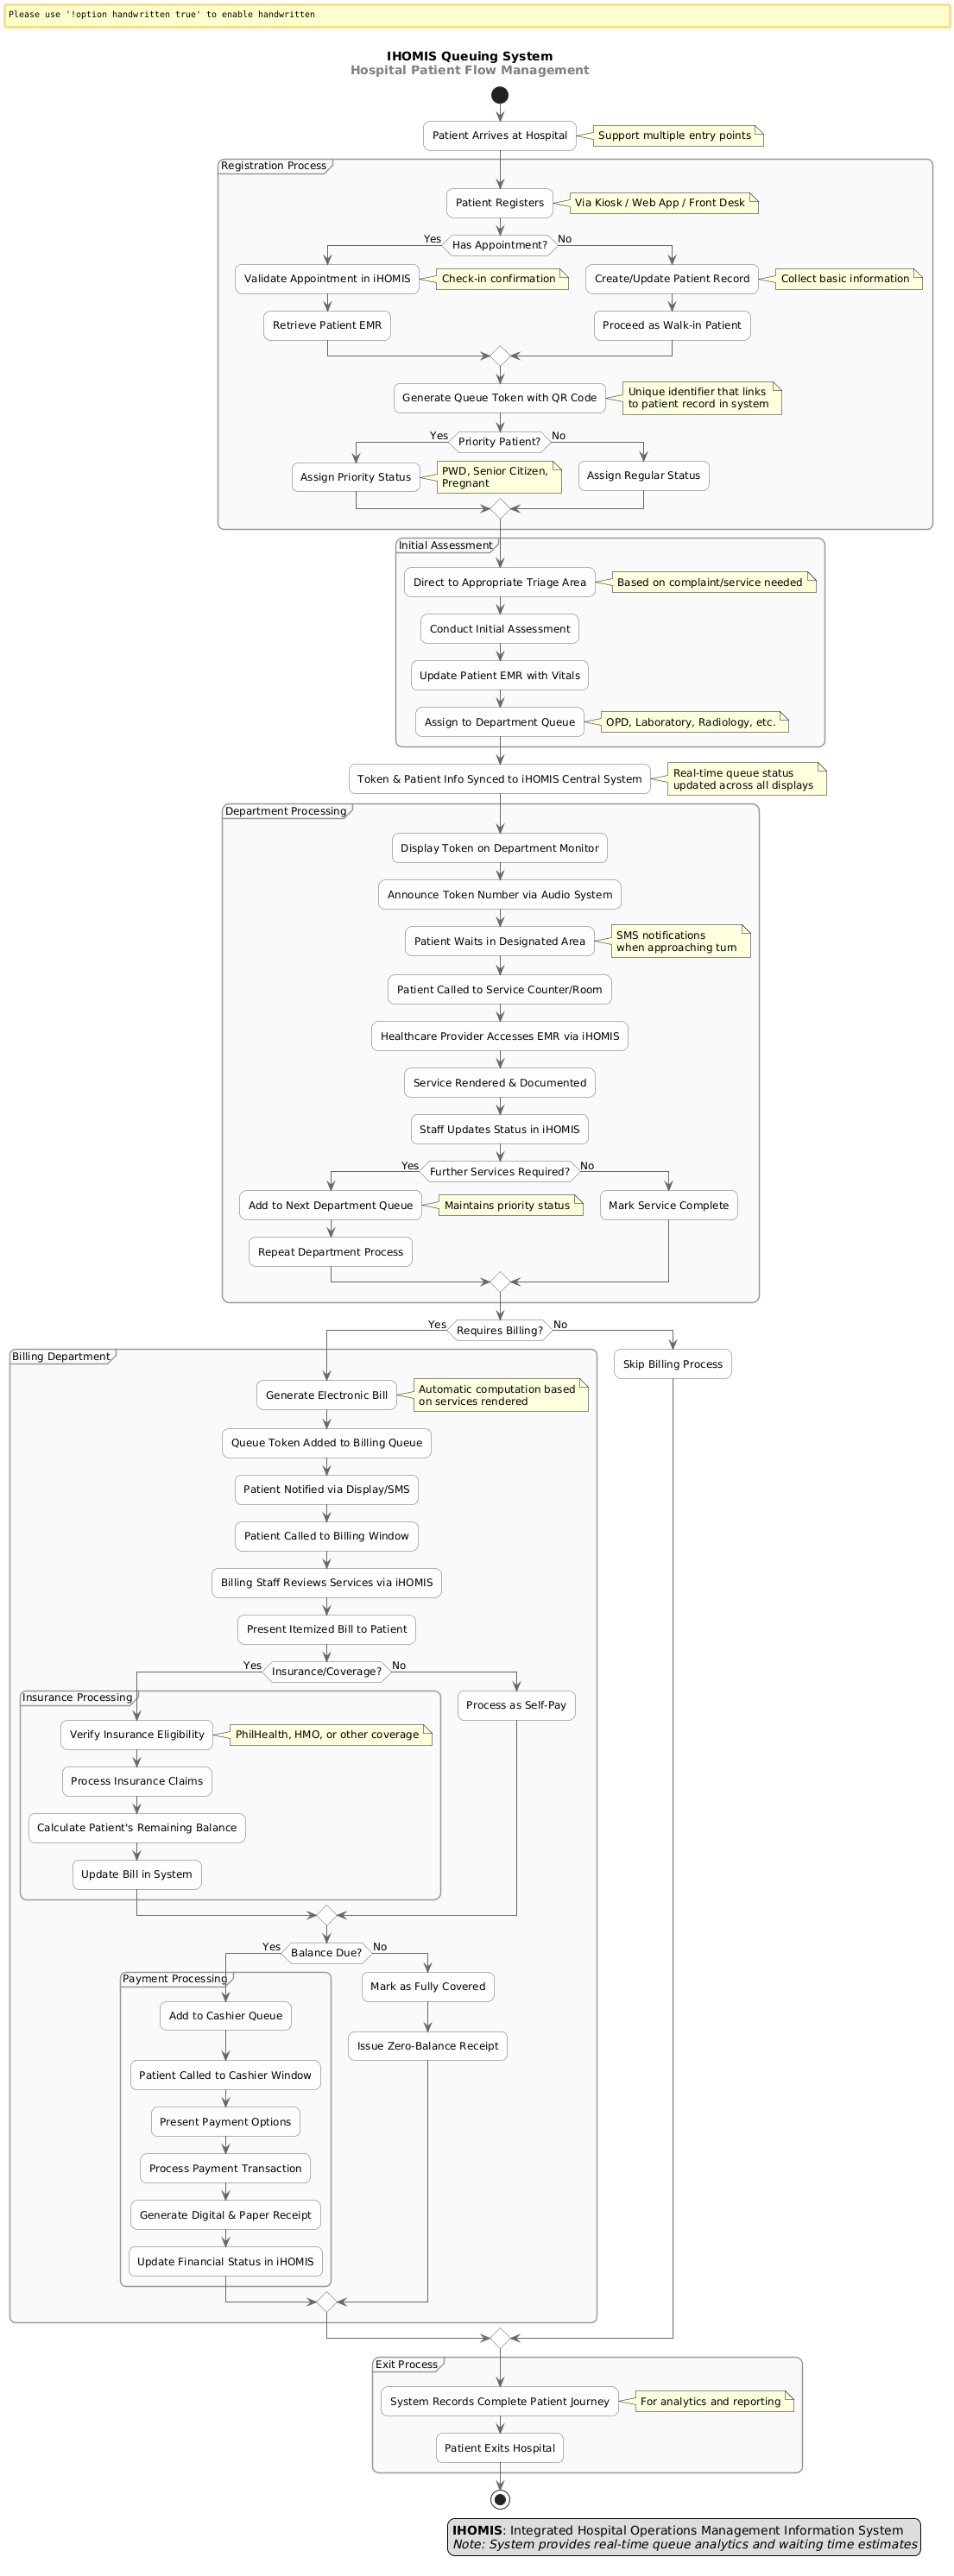 Please use '!option handwritten true' to enable handwritten
IHOMIS Queuing System
Hospital Patient Flow Management
Patient Arrives at Hospital
Support multiple entry points
Registration Process
Patient Registers
Via Kiosk / Web App / Front Desk
Yes
Has Appointment?
No
Validate Appointment in iHOMIS
Check-in confirmation
Create/Update Patient Record
Collect basic information
Retrieve Patient EMR
Proceed as Walk-in Patient
Generate Queue Token with QR Code
Unique identifier that links
to patient record in system
Yes
Priority Patient?
No
Assign Priority Status
PWD, Senior Citizen,
Pregnant
Assign Regular Status
Initial Assessment
Direct to Appropriate Triage Area
Based on complaint/service needed
Conduct Initial Assessment
Update Patient EMR with Vitals
Assign to Department Queue
OPD, Laboratory, Radiology, etc.
Token & Patient Info Synced to iHOMIS Central System
Real-time queue status
updated across all displays
Department Processing
Display Token on Department Monitor
Announce Token Number via Audio System
Patient Waits in Designated Area
SMS notifications
when approaching turn
Patient Called to Service Counter/Room
Healthcare Provider Accesses EMR via iHOMIS
Service Rendered & Documented
Staff Updates Status in iHOMIS
Yes
Further Services Required?
No
Add to Next Department Queue
Maintains priority status
Mark Service Complete
Repeat Department Process
Yes
Requires Billing?
No
Billing Department
Skip Billing Process
Generate Electronic Bill
Automatic computation based
on services rendered
Queue Token Added to Billing Queue
Patient Notified via Display/SMS
Patient Called to Billing Window
Billing Staff Reviews Services via iHOMIS
Present Itemized Bill to Patient
Yes
Insurance/Coverage?
No
Insurance Processing
Process as Self-Pay
Verify Insurance Eligibility
PhilHealth, HMO, or other coverage
Process Insurance Claims
Calculate Patient's Remaining Balance
Update Bill in System
Yes
Balance Due?
No
Payment Processing
Mark as Fully Covered
Add to Cashier Queue
Issue Zero-Balance Receipt
Patient Called to Cashier Window
Present Payment Options
Process Payment Transaction
Generate Digital & Paper Receipt
Update Financial Status in iHOMIS
Exit Process
System Records Complete Patient Journey
For analytics and reporting
Patient Exits Hospital
IHOMIS: Integrated Hospital Operations Management Information System
Note: System provides real-time queue analytics and waiting time estimates